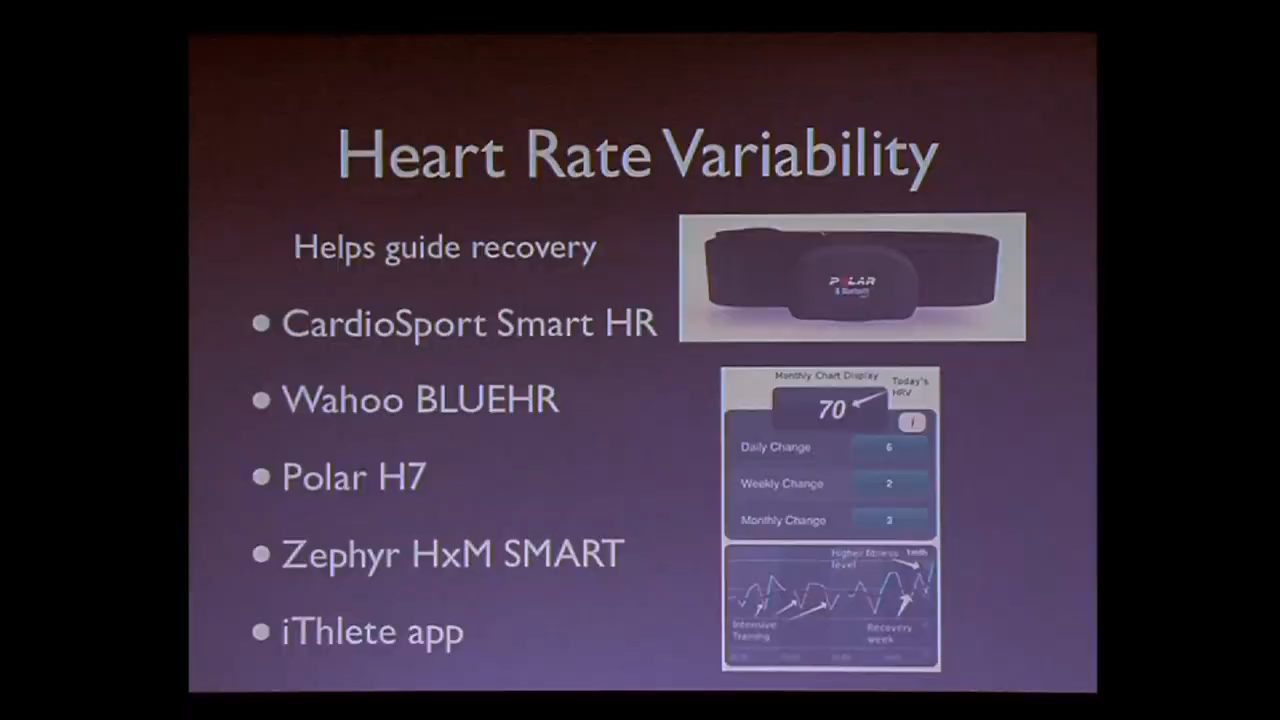 Heart Rate Variability
Helps guide recovery
CardioSport Smart HR
Wahoo BLUEHR
Polar H7
Zephyr HxM SMART
iThlete app
POLAR
Bluetooth
Monthly Chart Display
Today's
HRV
70
i
Daily Change 6
Weekly Change 2
Monthly Change 3
Higher fitness 1mth
level
Intensive
Training
Recovery
week